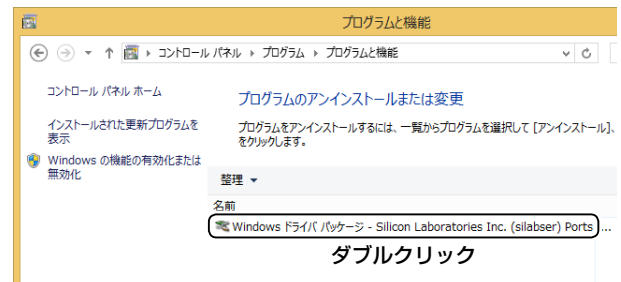 プログラムと機能
コントロール パネル ▸ プログラム ▸ プログラムと機能
コントロール パネル ホーム
プログラムのアンインストールまたは変更
インストールされた更新プログラムを
表示
プログラムをアンインストールするには、一覧からプログラムを選択して [アンインストール]、
をクリックします。
Windows の機能の有効化または
無効化
整理
名前
Windows ドライバ パッケージ - Silicon Laboratories Inc. (silabser) Ports ...
ダブルクリック